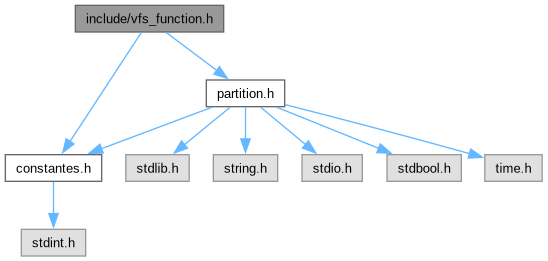 include/vfs_function.h
partition.h
constantes.h
stdlib.h
string.h
stdio.h
stdbool.h
time.h
stdint.h